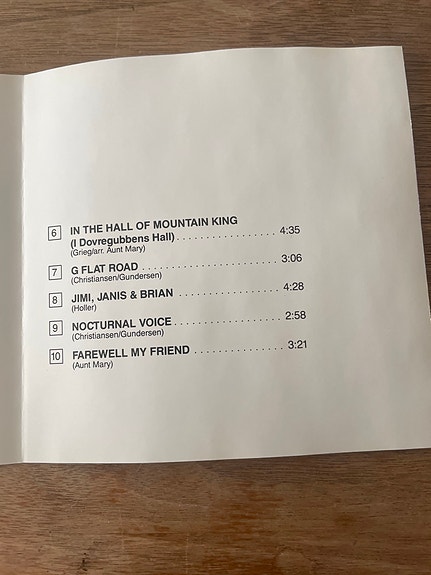 6 IN THE HALL OF MOUNTAIN KING
(I Dovregubbens Hall) . . . . . . . . . . . . . . . . . 4:35
(Grieg/arr. Aunt Mary)
7 G FLAT ROAD . . . . . . . . . . . . . . . . . . . . . . . . 3:06
(Christiansen/Gundersen)
8 JIMI, JANIS & BRIAN . . . . . . . . . . . . . . . . . . 4:28
(Holler)
9 NOCTURNAL VOICE . . . . . . . . . . . . . . . . . . . 2:58
(Christiansen/Gundersen)
10 FAREWELL MY FRIEND . . . . . . . . . . . . . . . . 3:21
(Aunt Mary)